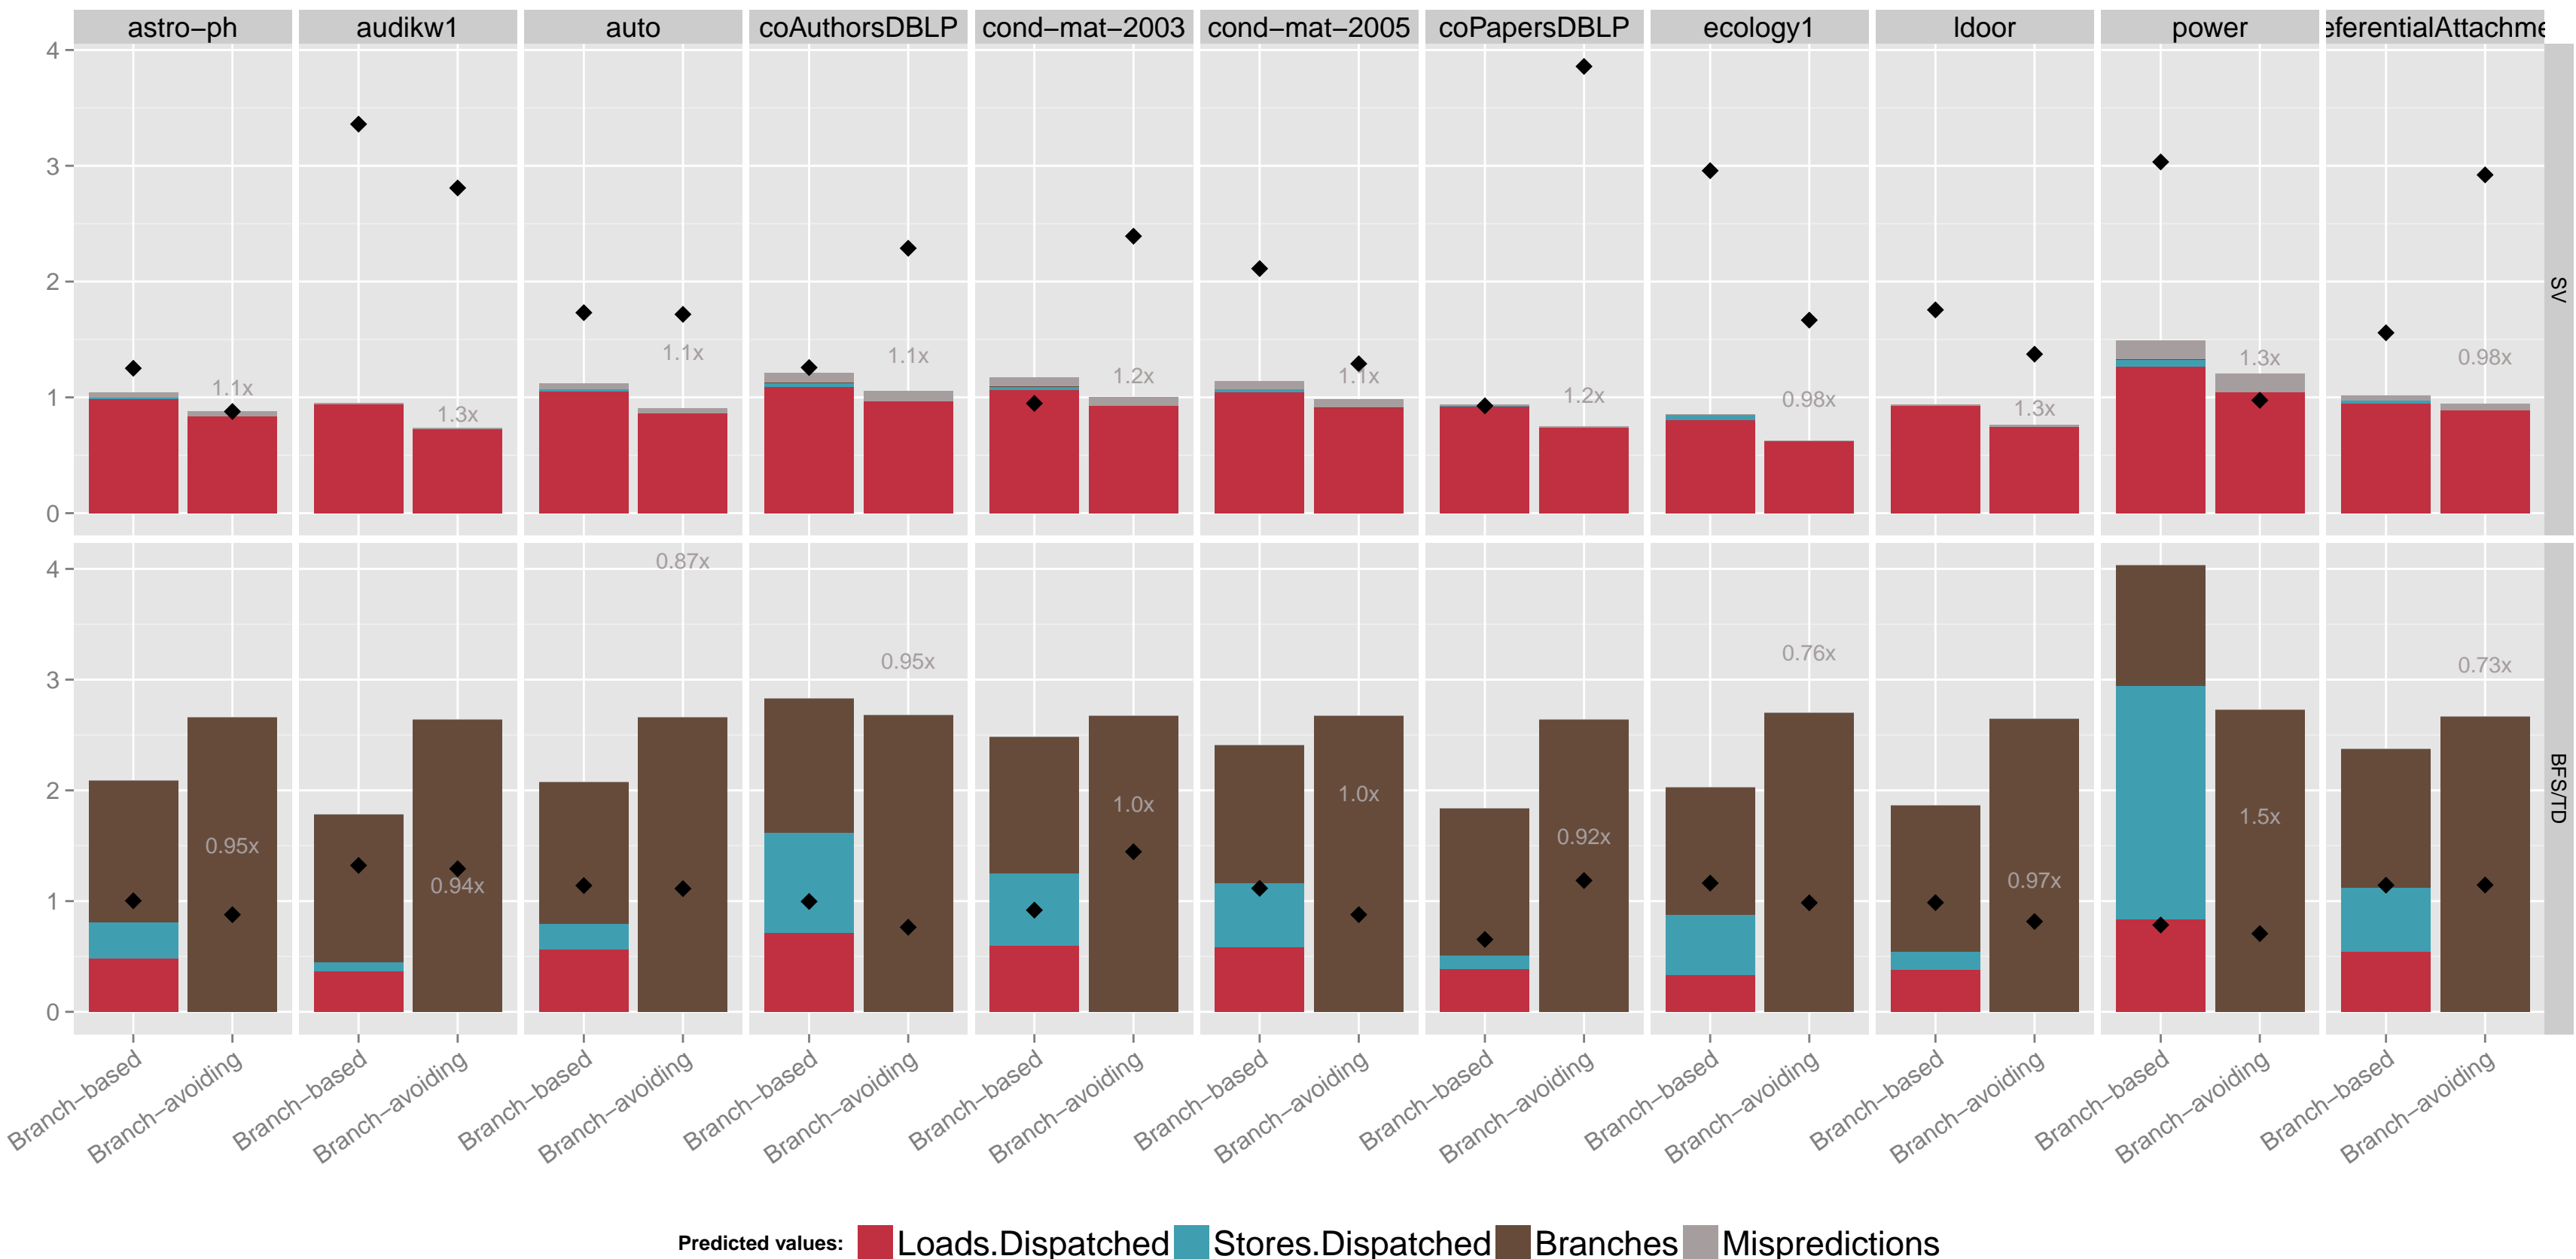 astro−ph audikw1 auto coAuthorsDBLP cond−mat−2003 cond−mat−2005 coPapersDBLP ecology1 ldoor power eferentialAttachme
4
3
2
1
0
1.1x 1.3x 1.1x 1.1x 1.2x 1.1x 1.2x 0.98x 1.3x 1.3x 0.98x
SV
4
3
2
1
0
0.95x 0.94x 0.87x 0.95x 1.0x 1.0x 0.92x 0.76x 0.97x 1.5x 0.73x
BFS/TD
Branch−based Branch−avoiding Branch−based Branch−avoiding Branch−based Branch−avoiding Branch−based Branch−avoiding Branch−based Branch−avoiding Branch−based Branch−avoiding Branch−based Branch−avoiding Branch−based Branch−avoiding Branch−based Branch−avoiding Branch−based Branch−avoiding Branch−based Branch−avoiding
Predicted values: Loads.Dispatched Stores.Dispatched Branches Mispredictions